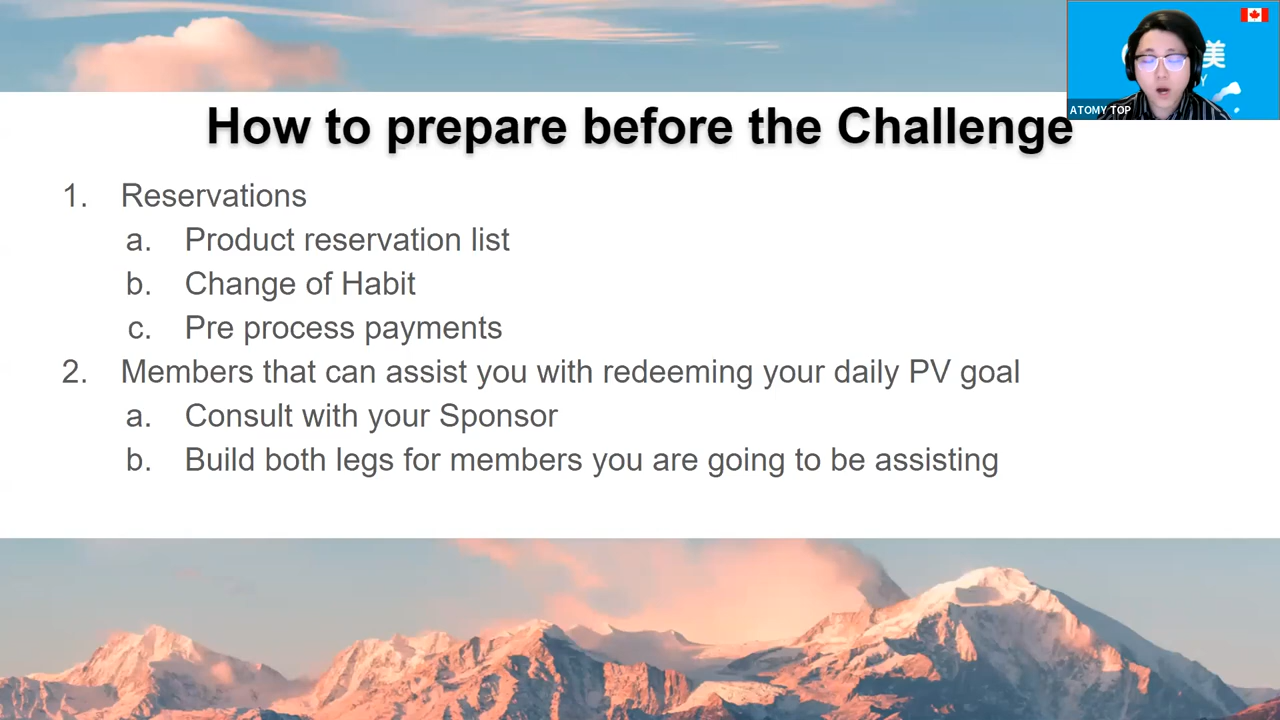 How to prepare before the Challenge
1. Reservations
a. Product reservation list
b. Change of Habit
c. Pre process payments
2. Members that can assist you with redeeming your daily PV goal
a. Consult with your Sponsor
b. Build both legs for members you are going to be assisting
美
ATOMY TOP